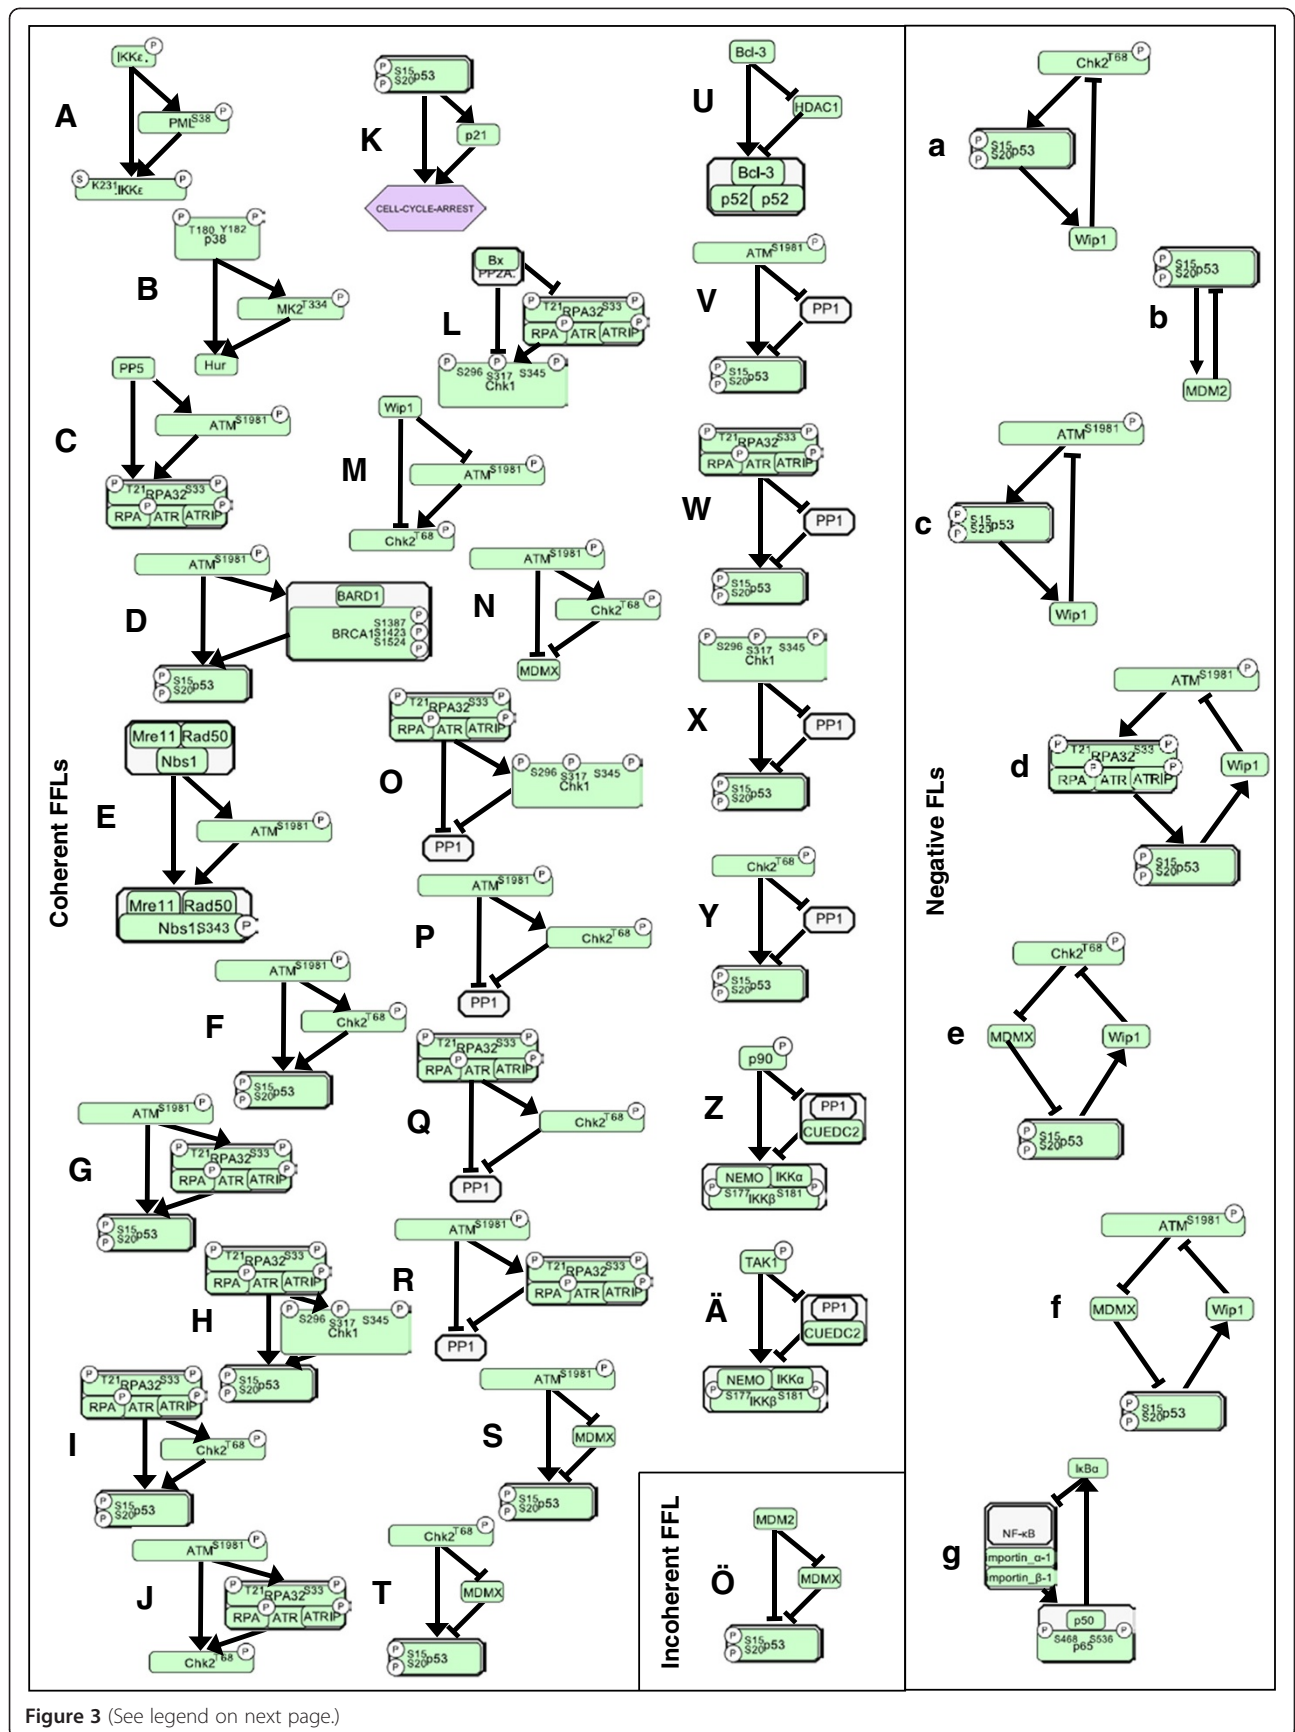 Coherent FFLs
A
IKKε
P
PML S38
P
S
K231 IKKε
P
B
P
P
T180 Y182
p38
MK2 T334
P
Hur
C
PP5
ATM S1981
P
P
P
T21 RPA32 S33
RPA
P
ATR
ATRIP
P
D
ATM S1981
P
BARD1
BRCA1
S1387
P
S1423
P
S1524
P
P
P
S15
S20
p53
E
Mre11
Rad50
Nbs1
ATM S1981
P
Mre11
Rad50
Nbs1 S343
P
F
ATM S1981
P
Chk2 T68
P
P
P
S15
S20
p53
G
ATM S1981
P
P
P
T21 RPA32 S33
RPA
P
ATR
ATRIP
P
P
P
S15
S20
p53
H
P
P
T21 RPA32 S33
RPA
P
ATR
ATRIP
P
P
P
P
S296
S317
S345
Chk1
P
P
S15
S20
p53
I
P
P
T21 RPA32 S33
RPA
P
ATR
ATRIP
P
Chk2 T68
P
P
P
S15
S20
p53
J
ATM S1981
P
P
P
T21 RPA32 S33
RPA
P
ATR
ATRIP
P
Chk2 T68
P
K
P
P
S15
S20
p53
p21
CELL-CYCLE-ARREST
L
Bx
PP2A
P
P
T21 RPA32 S33
RPA
P
ATR
ATRIP
P
P
P
P
S296
S317
S345
Chk1
M
Wip1
ATM S1981
P
Chk2 T68
P
N
ATM S1981
P
Chk2 T68
P
MDMX
O
P
P
T21 RPA32 S33
RPA
P
ATR
ATRIP
P
P
P
P
S296
S317
S345
Chk1
PP1
P
ATM S1981
P
Chk2 T68
P
PP1
Q
P
P
T21 RPA32 S33
RPA
P
ATR
ATRIP
P
Chk2 T68
P
PP1
R
ATM S1981
P
P
P
T21 RPA32 S33
RPA
P
ATR
ATRIP
P
PP1
S
ATM S1981
P
MDMX
P
P
S15
S20
p53
T
Chk2 T68
P
MDMX
P
P
S15
S20
p53
U
Bcl-3
HDAC1
Bcl-3
p52
p52
V
ATM S1981
P
PP1
P
P
S15
S20
p53
W
P
P
T21 RPA32 S33
RPA
P
ATR
ATRIP
P
PP1
P
P
S15
S20
p53
X
P
P
P
S296
S317
S345
Chk1
PP1
P
P
S15
S20
p53
Y
Chk2 T68
P
PP1
P
P
S15
S20
p53
Z
p90
P
PP1
CUEDC2
NEMO
IKKα
P
S177 IKKβ S181
P
Ä
TAK1
P
PP1
CUEDC2
NEMO
IKKα
P
S177 IKKβ S181
P
Incoherent FFL
Ö
MDM2
MDMX
P
P
S15
S20
p53
Negative FLs
a
Chk2 T68
P
P
P
S15
S20
p53
Wip1
b
P
P
S15
S20
p53
MDM2
c
ATM S1981
P
P
P
S15
S20
p53
Wip1
d
ATM S1981
P
P
P
T21 RPA32 S33
RPA
P
ATR
ATRIP
P
Wip1
P
P
S15
S20
p53
e
Chk2 T68
P
MDMX
Wip1
P
P
S15
S20
p53
f
ATM S1981
P
MDMX
Wip1
P
P
S15
S20
p53
g
IκBα
NF-κB
importin_α-1
importin_β-1
p50
P
S468
S536
P
p65
Figure 3 (See legend on next page.)